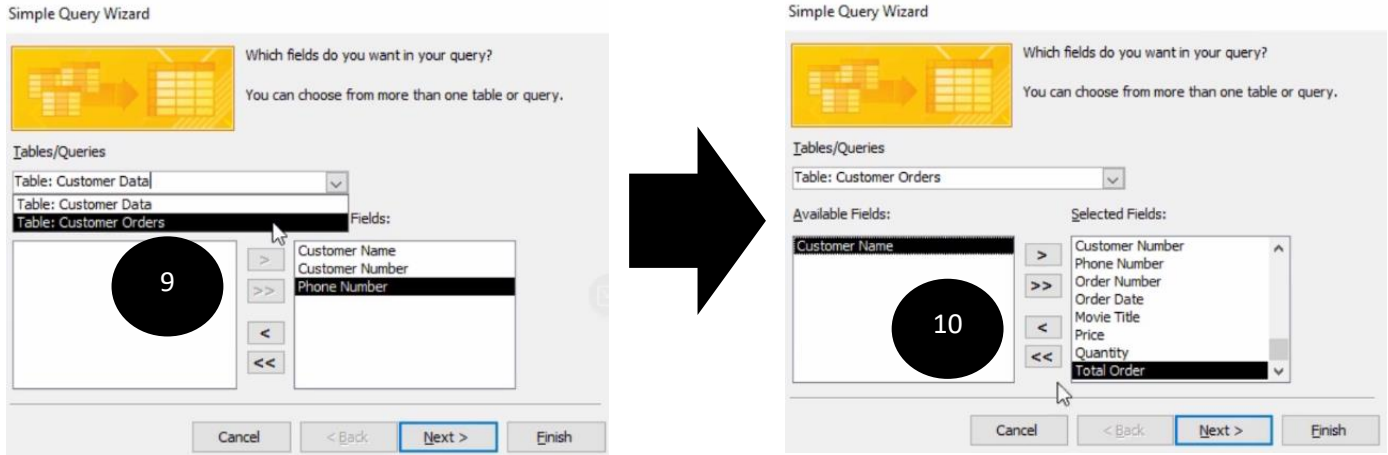 Simple Query Wizard
Which fields do you want in your query?
You can choose from more than one table or query.
Tables/Queries
Table: Customer Data
Table: Customer Data
Table: Customer Orders
Fields:
Customer Name
Customer Number
Phone Number
>
>>
<
<<
9
Cancel
< Back
Next >
Finish
Simple Query Wizard
Which fields do you want in your query?
You can choose from more than one table or query.
Tables/Queries
Table: Customer Orders
Available Fields:
Selected Fields:
Customer Name
>
>>
<
<<
Customer Number
Phone Number
Order Number
Order Date
Movie Title
Price
Quantity
Total Order
10
Cancel
< Back
Next >
Finish